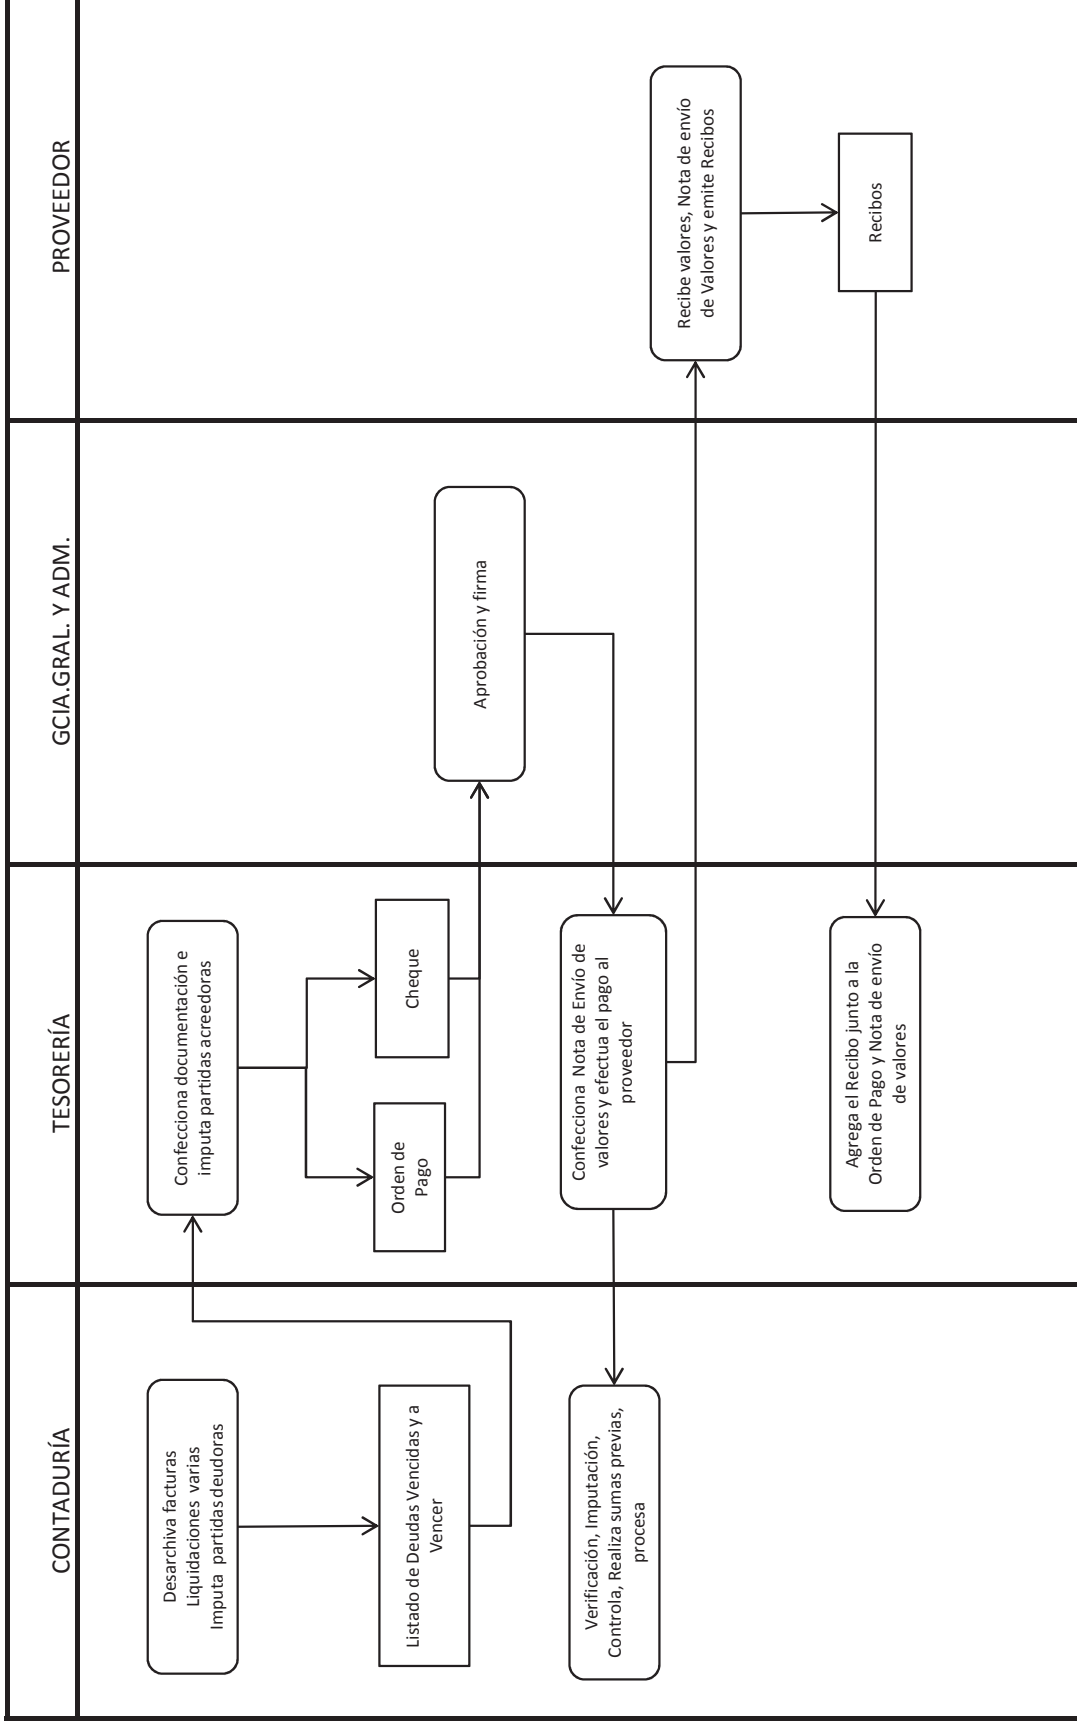 CONTADURÍA
TESORERÍA
GCIA.GRAL. Y ADM.
PROVEEDOR
Desarchiva facturas
Liquidaciones varias
Imputa partidas deudoras
Listado de Deudas Vencidas y a
Vencer
Confecciona documentación e
imputa partidas acreedoras
Orden de
Pago
Cheque
Aprobación y firma
Confecciona Nota de Envío de
valores y efectua el pago al
proveedor
Verificación, Imputación,
Controla, Realiza sumas previas,
procesa
Recibe valores, Nota de envío
de Valores y emite Recibos
Recibos
Agrega el Recibo junto a la
Orden de Pago y Nota de envío
de valores